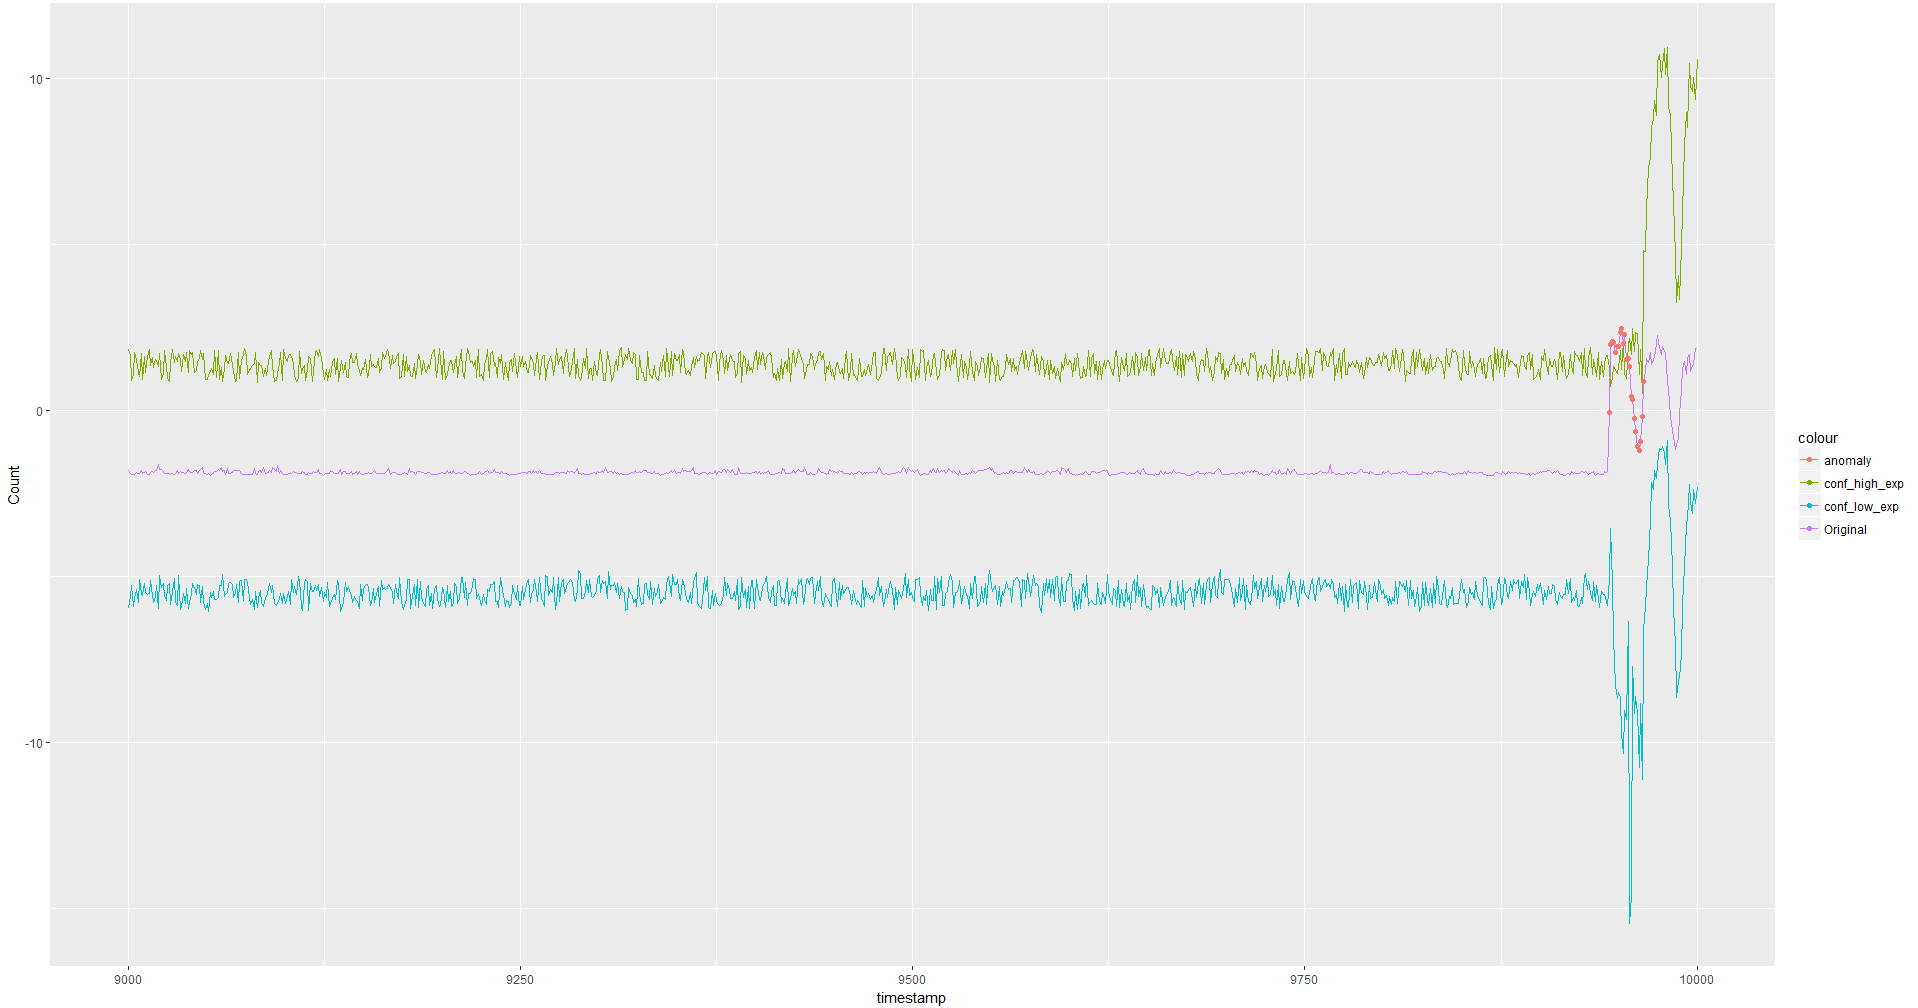 10
0
-10
Count
9000
9250
9500
9750
10000
timestamp
colour
anomaly
conf_high_exp
conf_low_exp
Original